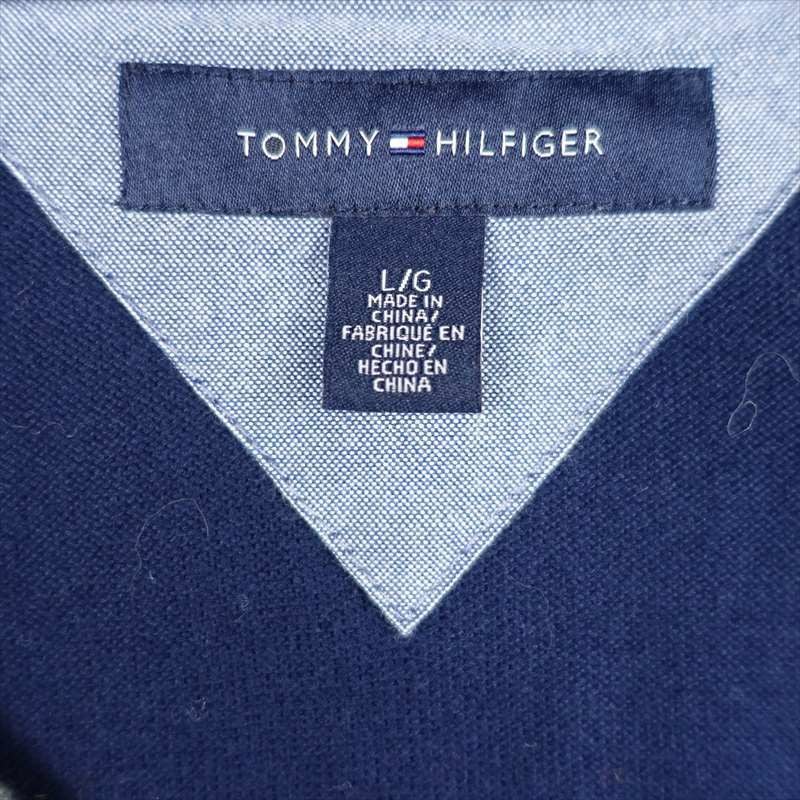 TOMMY HILFIGER
L/G
MADE IN
CHINA/
FABRIQUÉ EN
CHINE/
HECHO EN
CHINA